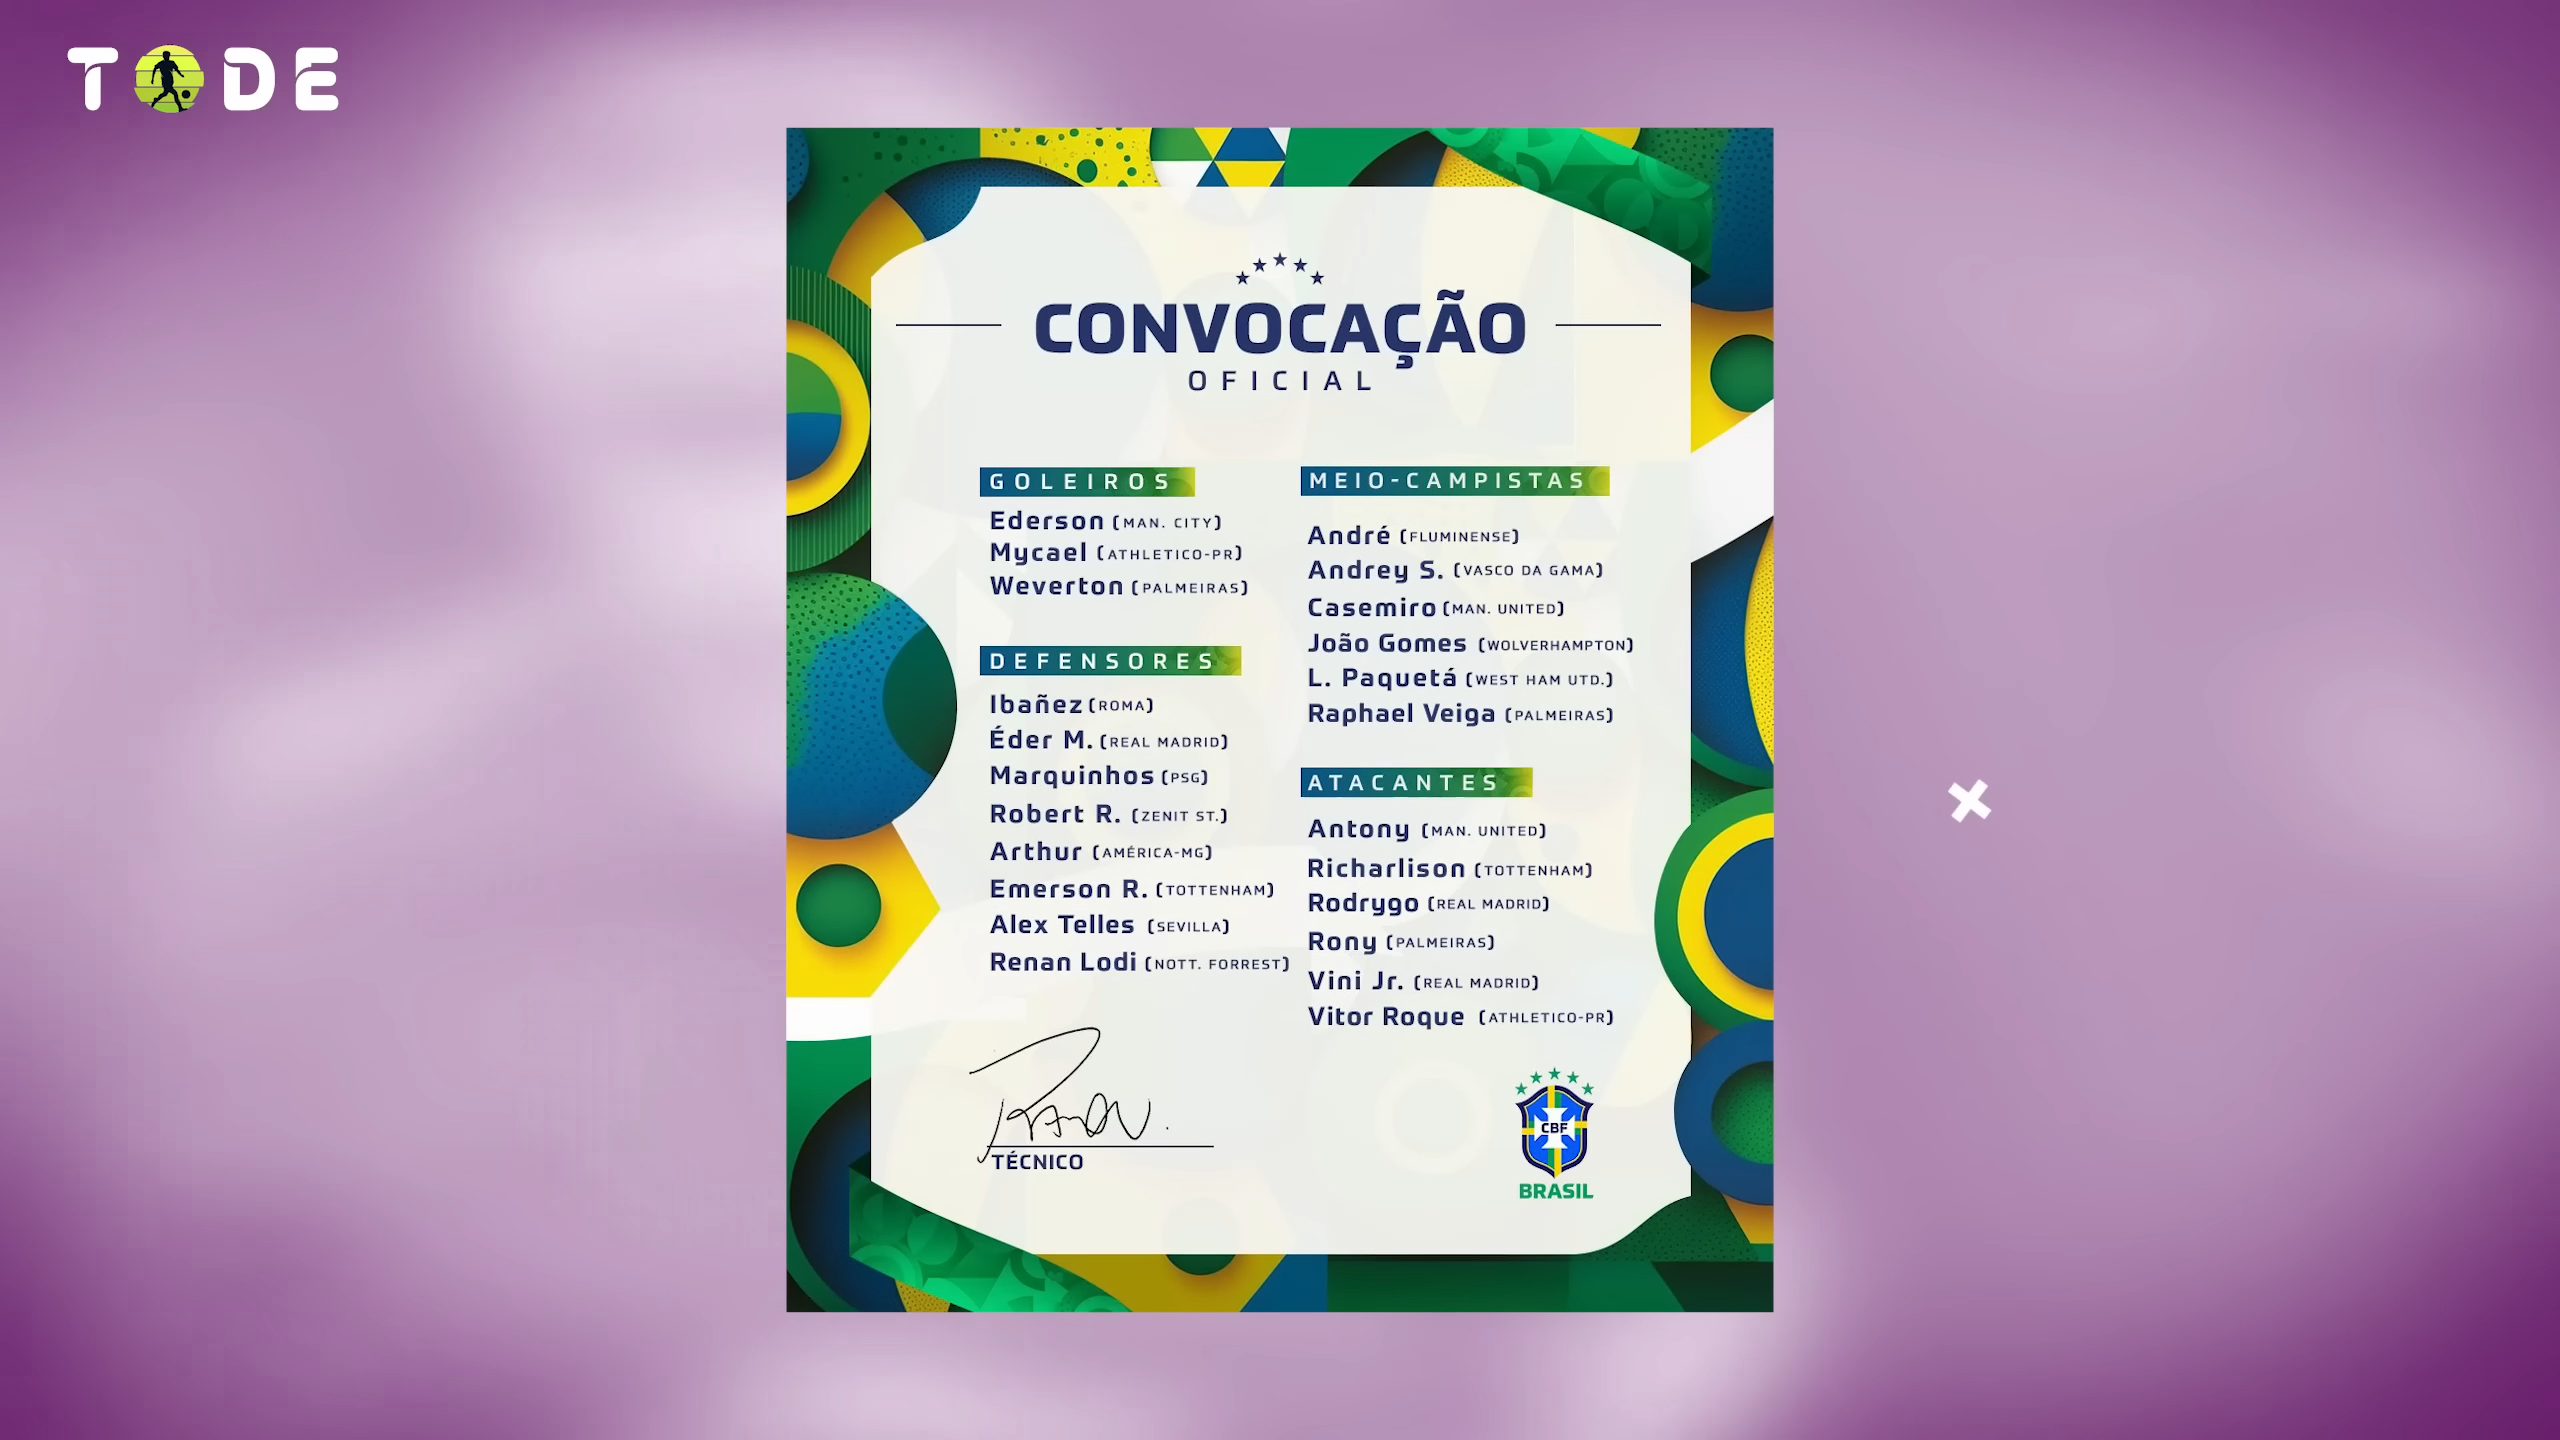 TODE
CONVOCAÇÃO
OFICIAL
GOLEIROS
Ederson (MAN. CITY)
Mycael (ATHLETICO-PR)
Weverton (PALMEIRAS)
DEFENSORES
Ibañez (ROMA)
Éder M. (REAL MADRID)
Marquinhos (PSG)
Robert R. (ZENIT ST.)
Arthur (AMÉRICA-MG)
Emerson R. (TOTTENHAM)
Alex Telles (SEVILLA)
Renan Lodi (NOTT. FORREST)
MEIO-CAMPISTAS
André (FLUMINENSE)
Andrey S. (VASCO DA GAMA)
Casemiro (MAN. UNITED)
João Gomes (WOLVERHAMPTON)
L. Paquetá (WEST HAM UTD.)
Raphael Veiga (PALMEIRAS)
ATACANTES
Antony (MAN. UNITED)
Richarlison (TOTTENHAM)
Rodrygo (REAL MADRID)
Rony (PALMEIRAS)
Vini Jr. (REAL MADRID)
Vitor Roque (ATHLETICO-PR)
TÉCNICO
CBF
BRASIL